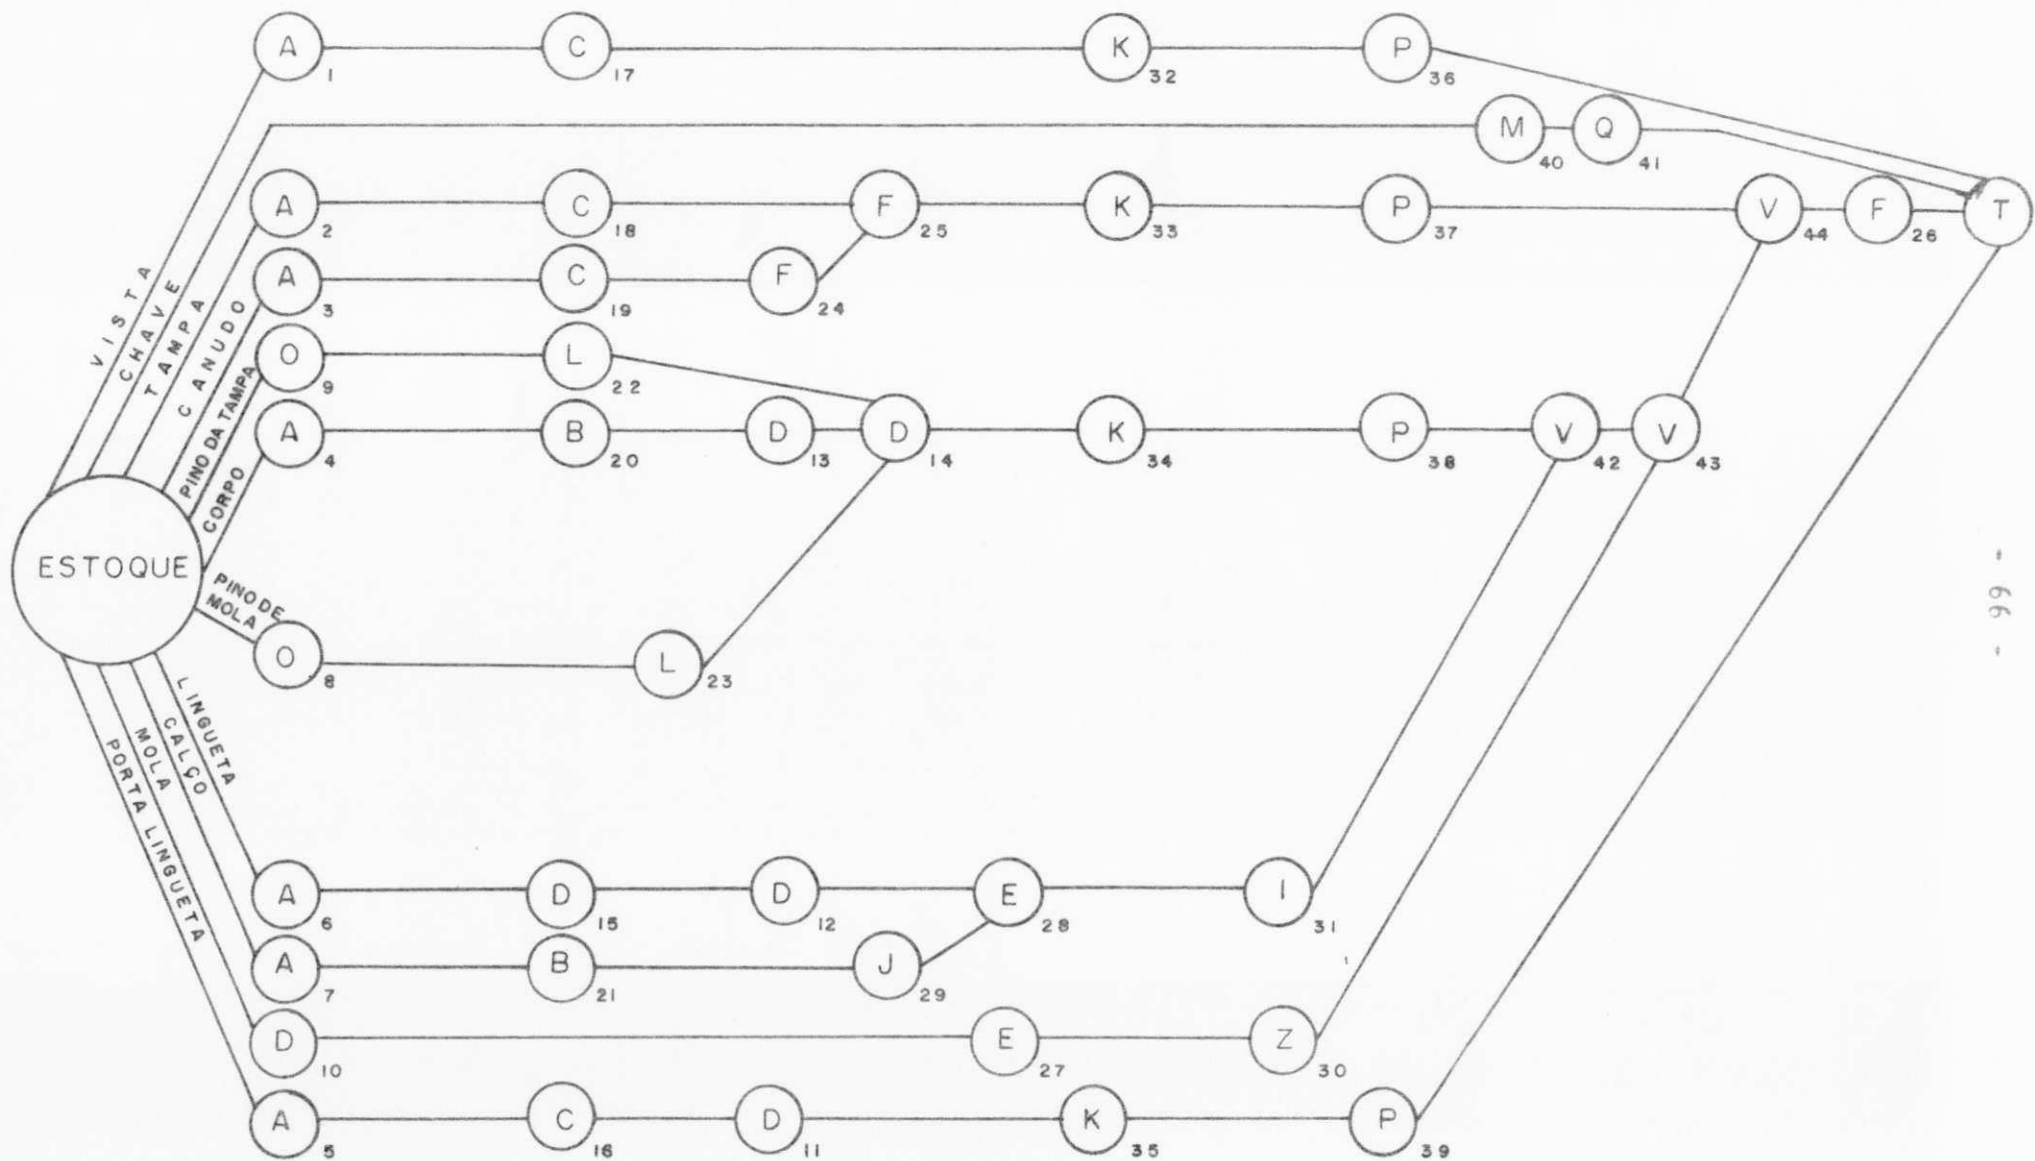 A C K P
1 17 32 36
M Q
40 41
VISTA
CHAVE
TAMPA
CANUDO
PINO DA TAMPA
CORPO
A C F K P V F T
2 18 25 33 37 44 26
A C F
3 19 24
O L
9 22
A B D D K P V V
4 20 13 14 34 38 42 43
ESTOQUE
PINO DE
MOLA
O L
8 23
LINGUETA
CALÇO
MOLA
PORTA LINGUETA
A D D E I
6 15 12 28 31
A B J
7 21 29
D E Z
10 27 30
A C D K P
5 16 11 35 39
- 66 -